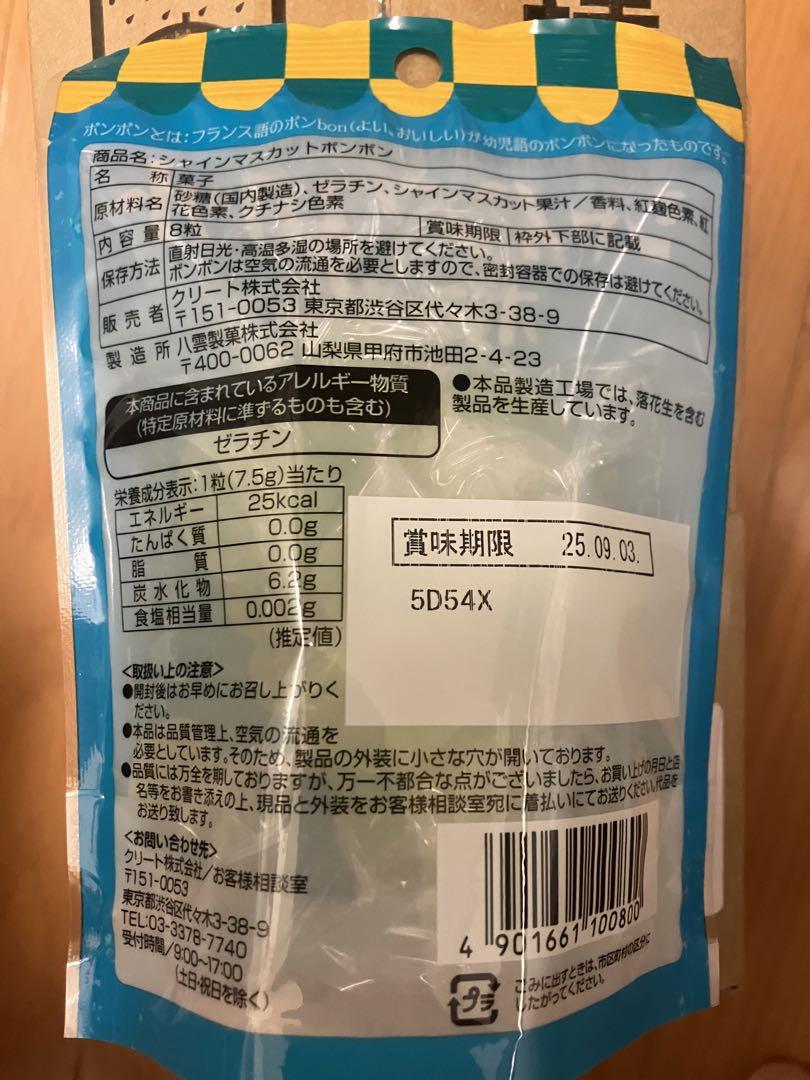 ボンボンとは:フランス語のボンbon(よい、おいしい)が幼児語のボンボンになったものです。
商品名:シャインマスカットボンボン
名称 菓子
原材料名 砂糖(国内製造)、ゼラチン、シャインマスカット果汁/香料、紅麹色素、紅
花色素、クチナシ色素
内容量 8粒 賞味期限 枠外下部に記載
保存方法 直射日光・高温多湿の場所を避けてください。
ボンボンは空気の流通を必要としますので、密封容器での保存は避けてください。
販売者 クリート株式会社
〒151-0053 東京都渋谷区代々木3-38-9
製造所 八雲製菓株式会社
〒400-0062 山梨県甲府市池田2-4-23
本商品に含まれているアレルギー物質
(特定原材料に準ずるものも含む)
ゼラチン
●本品製造工場では、落花生を含む
製品を生産しています。
栄養成分表示:1粒(7.5g)当たり
エネルギー 25kcal
たんぱく質 0.0g
脂質 0.0g
炭水化物 6.2g
食塩相当量 0.002g
(推定値)
賞味期限 25.09.03.
5D54X
<取扱い上の注意>
●開封後はお早めにお召し上がりく
ださい。
●本品は品質管理上、空気の流通を
必要としています。そのため、製品の外装に小さな穴が開いております。
●品質には万全を期しておりますが、万一不都合な点がございましたら、お買い上げの月日と店
名等をお書き添えの上、現品と外装をお客様相談室宛に着払いにてお送りください。代品を
お送り致します。
<お問い合わせ先>
クリート株式会社/お客様相談室
〒151-0053
東京都渋谷区代々木3-38-9
TEL:03-3378-7740
受付時間/9:00~17:00
(土日・祝日を除く)
4 901661 100800
プラ
ごみに出すときは、市区町村の区分に
したがってください。